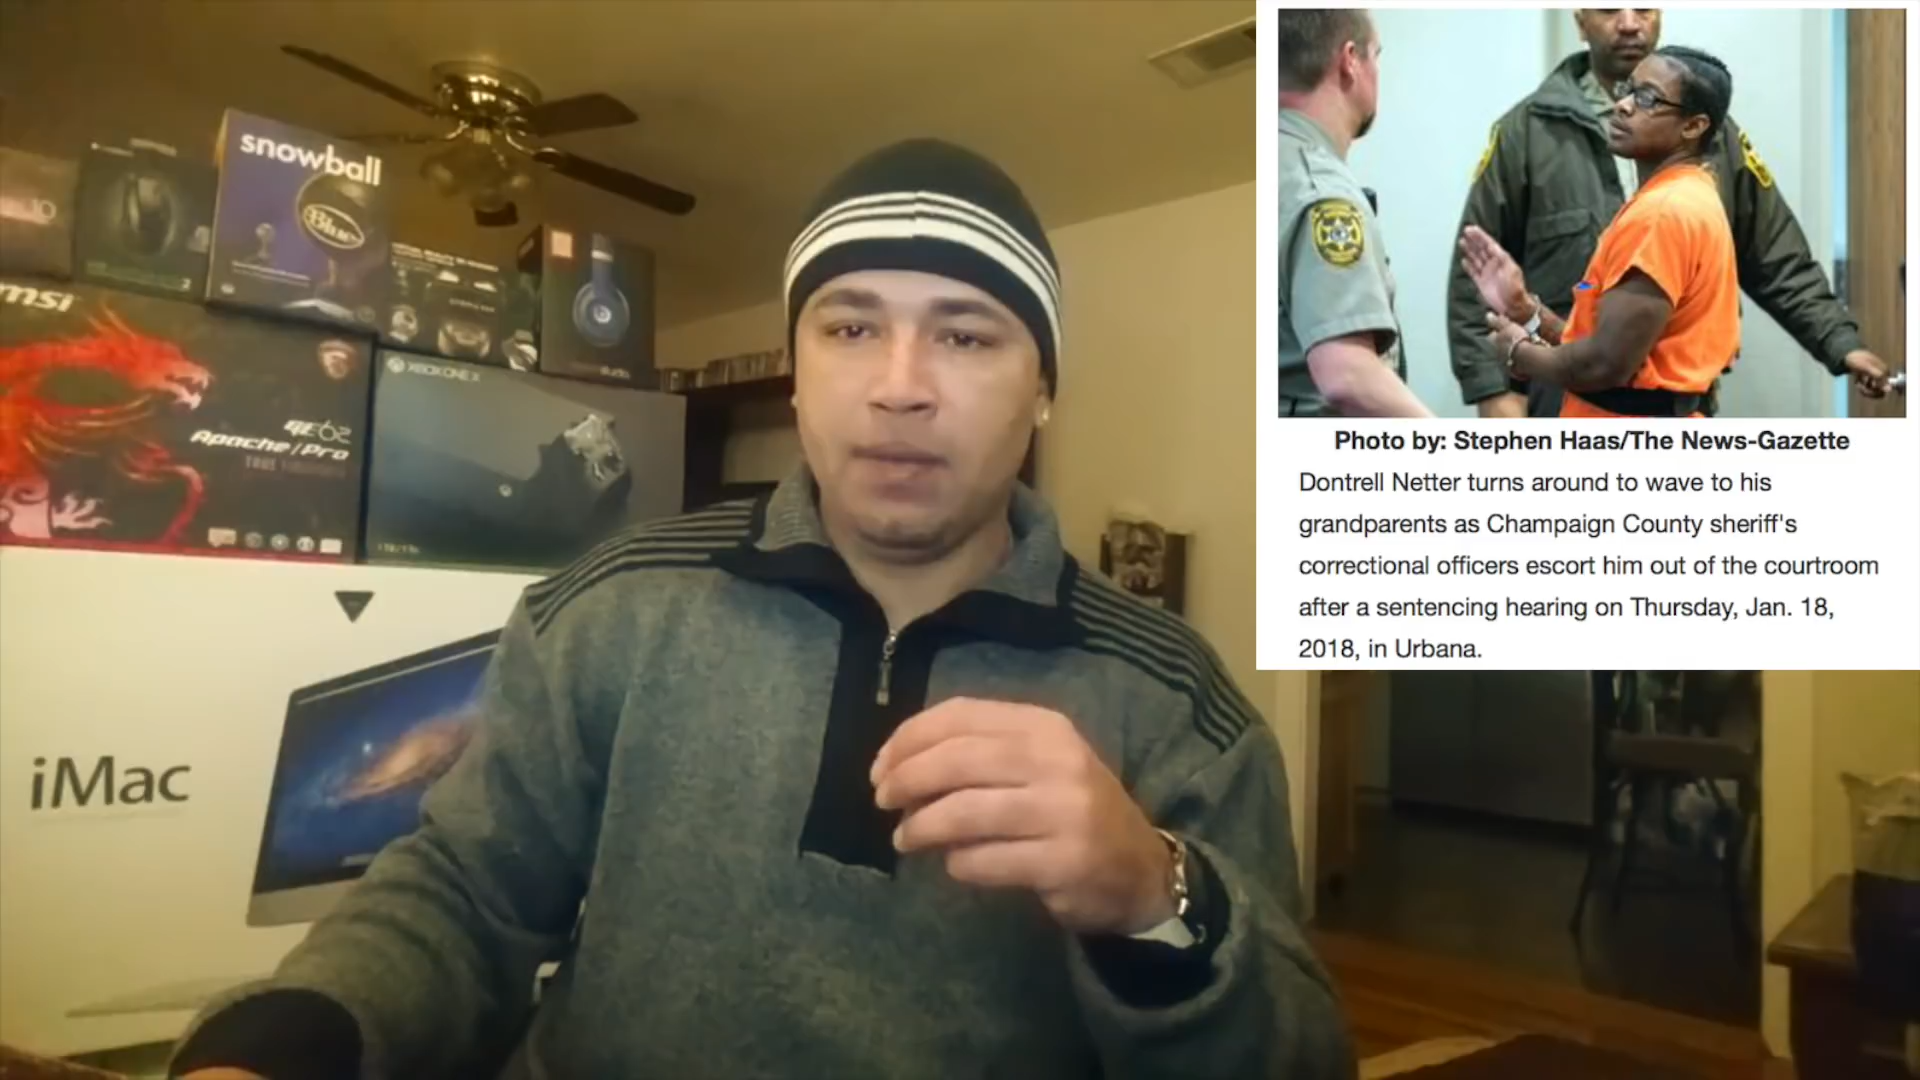 snowball
Blue
msi
GE62
Apache/Pro
XBOX ONE X
iMac
Photo by: Stephen Haas/The News-Gazette
Dontrell Netter turns around to wave to his
grandparents as Champaign County sheriff's
correctional officers escort him out of the courtroom
after a sentencing hearing on Thursday, Jan. 18,
2018, in Urbana.